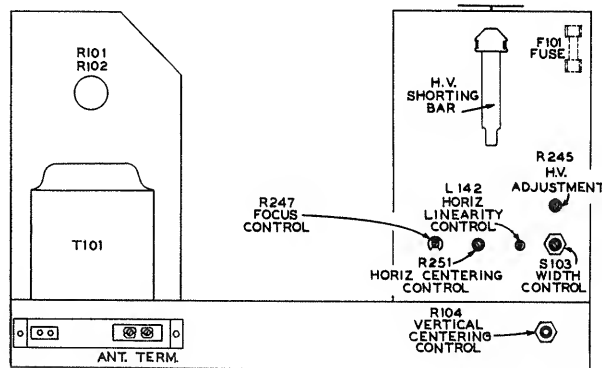 R101
R102
F101
FUSE
H.V.
SHORTING
BAR
R245
H.V.
ADJUSTMENT
L142
HORIZ
LINEARITY
CONTROL
R247
FOCUS
CONTROL
T101
R251
HORIZ CENTERING
CONTROL
S103
WIDTH
CONTROL
R104
VERTICAL
CENTERING
CONTROL
ANT. TERM.